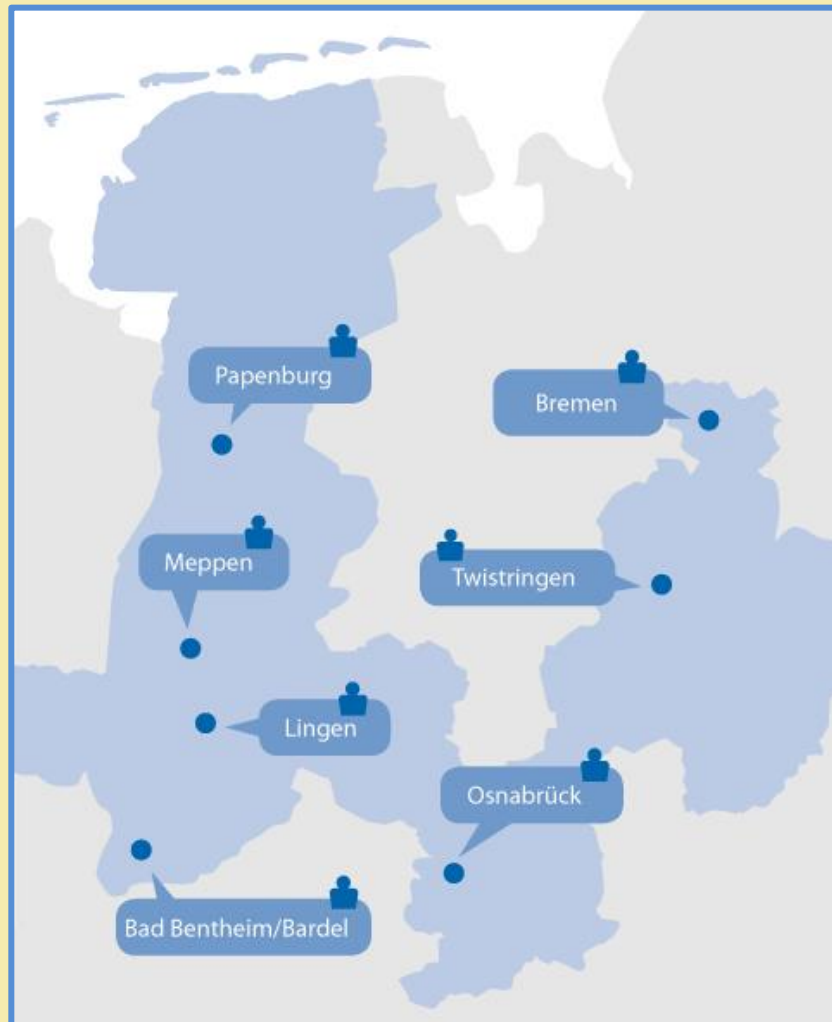 Papenburg
Bremen
Meppen
Twistringen
Lingen
Osnabrück
Bad Bentheim/Bardel